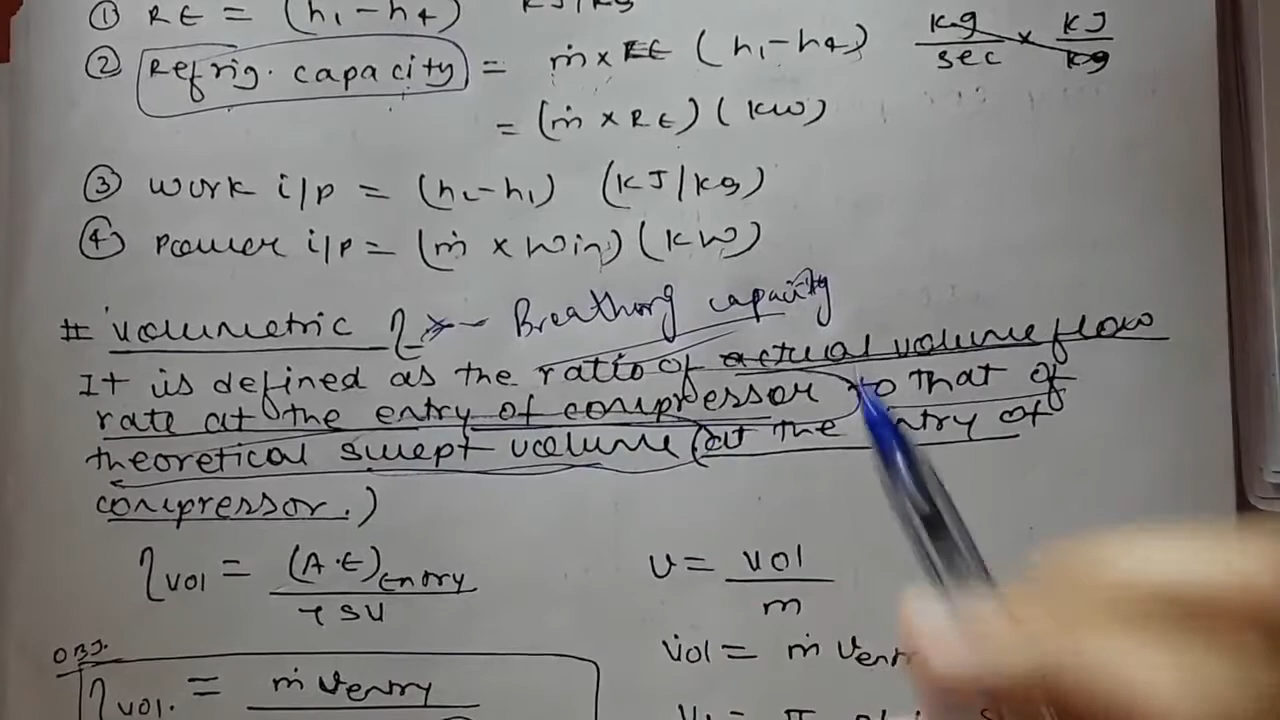 ① RE = (h₁-h₄) KJ/kg
② Refrig. capacity = ṁ x RE (h₁-h₄) kg/sec x KJ/kg
= (ṁ x RE) (KW)
③ work i/p = (h₂-h₁) (KJ/kg)
④ Power i/p = (ṁ x Win) (KW)
# Volumetric η - Breathing capacity
It is defined as the ratio of actual volume flow
rate at the entry of compressor to that of
theoretical swept volume (at the entry of
compressor.)
ηvol = (A.E)Entry / TSV
v = vol / m
OBJ.
vol = ṁ
ηvol. = ṁ Ventry